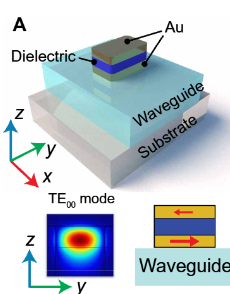 A
Au
Dielectric
Waveguide
Substrate
z
y
x
TE00 mode
z
y
Waveguide